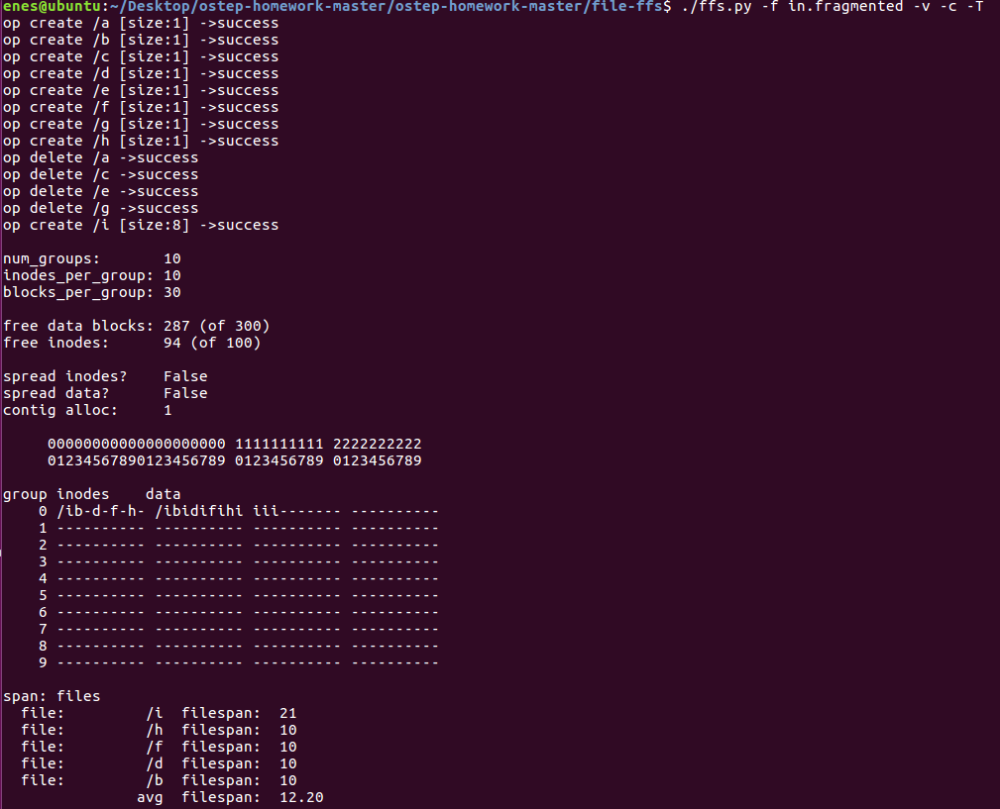 enes@ubuntu:~/Desktop/ostep-homework-master/ostep-homework-master/file-ffs$ ./ffs.py -f in.fragmented -v -c -T
op create /a [size:1] ->success
op create /b [size:1] ->success
op create /c [size:1] ->success
op create /d [size:1] ->success
op create /e [size:1] ->success
op create /f [size:1] ->success
op create /g [size:1] ->success
op create /h [size:1] ->success
op delete /a ->success
op delete /c ->success
op delete /e ->success
op delete /g ->success
op create /i [size:8] ->success

num_groups:       10
inodes_per_group: 10
blocks_per_group: 30

free data blocks: 287 (of 300)
free inodes:      94 (of 100)

spread inodes?    False
spread data?      False
contig alloc:     1

     00000000000000000000 1111111111 2222222222
     01234567890123456789 0123456789 0123456789

group inodes    data
    0 /ib-d-f-h- /ibidifihi iii------- ----------
    1 ---------- ---------- ---------- ----------
    2 ---------- ---------- ---------- ----------
    3 ---------- ---------- ---------- ----------
    4 ---------- ---------- ---------- ----------
    5 ---------- ---------- ---------- ----------
    6 ---------- ---------- ---------- ----------
    7 ---------- ---------- ---------- ----------
    8 ---------- ---------- ---------- ----------
    9 ---------- ---------- ---------- ----------

span: files
  file:         /i  filespan:  21
  file:         /h  filespan:  10
  file:         /f  filespan:  10
  file:         /d  filespan:  10
  file:         /b  filespan:  10
               avg  filespan:  12.20